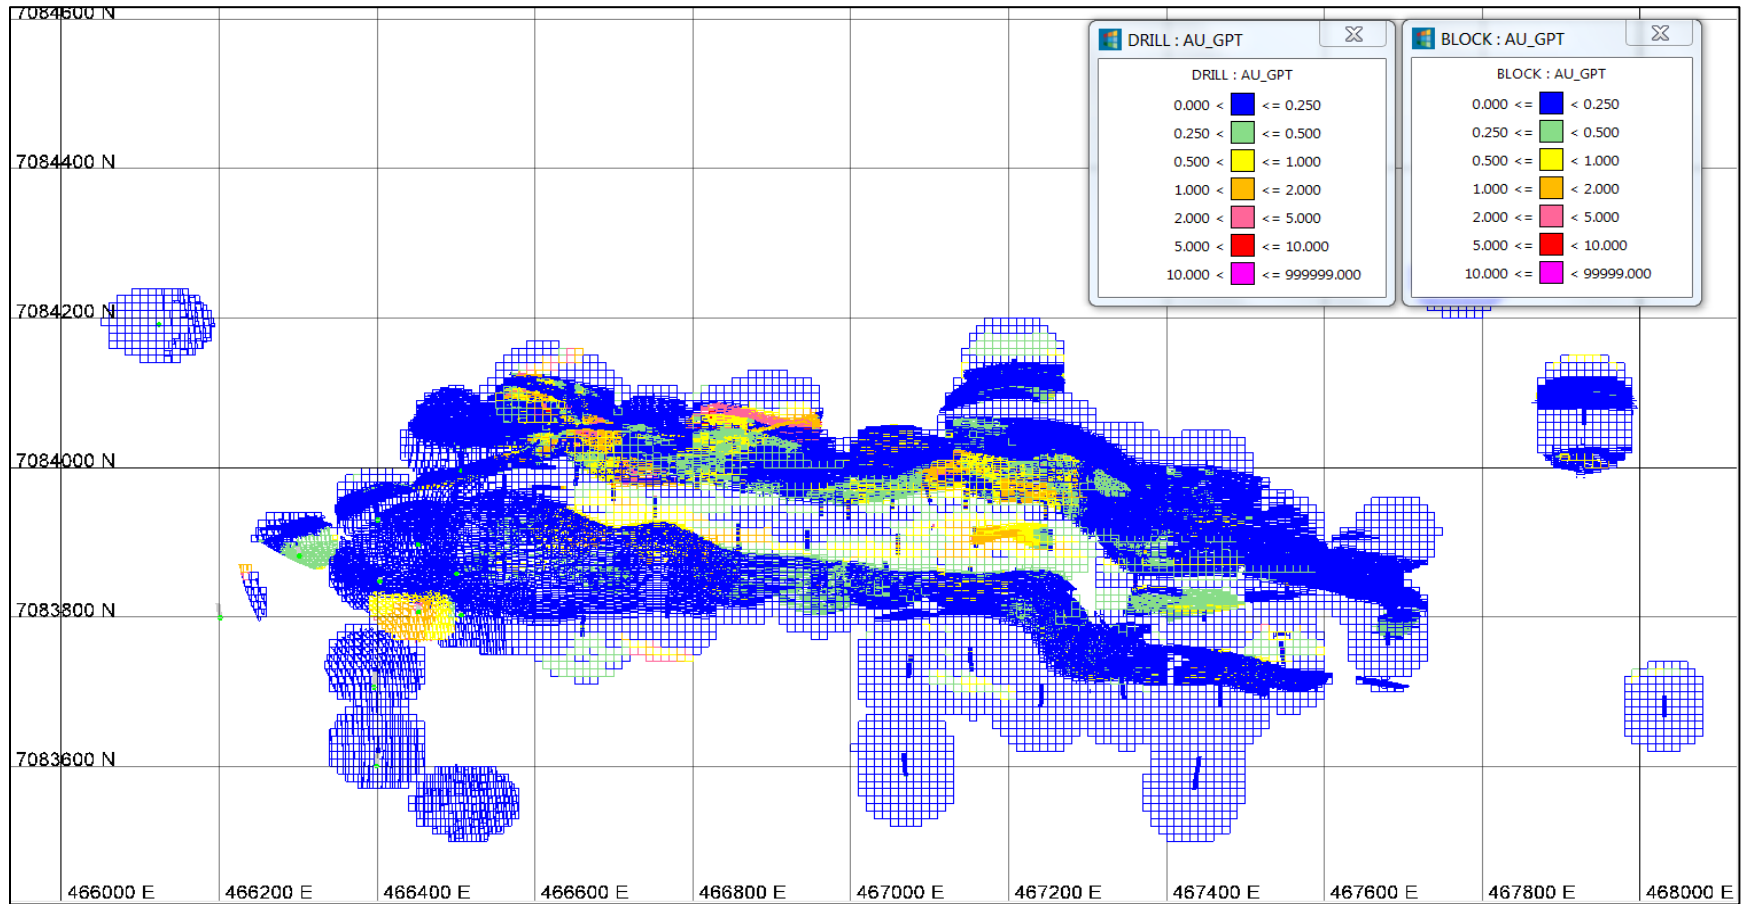 7084600 N
DRILL : AU_GPT
BLOCK : AU_GPT
DRILL : AU_GPT
BLOCK : AU_GPT
0.000 < <= 0.250
0.000 <= < 0.250
0.250 < <= 0.500
0.250 <= < 0.500
0.500 < <= 1.000
0.500 <= < 1.000
1.000 < <= 2.000
1.000 <= < 2.000
2.000 < <= 5.000
2.000 <= < 5.000
5.000 < <= 10.000
5.000 <= < 10.000
10.000 < <= 999999.000
10.000 <= < 99999.000
7084400 N
7084200 N
7084000 N
7083800 N
7083600 N
466000 E 466200 E 466400 E 466600 E 466800 E 467000 E 467200 E 467400 E 467600 E 467800 E 468000 E